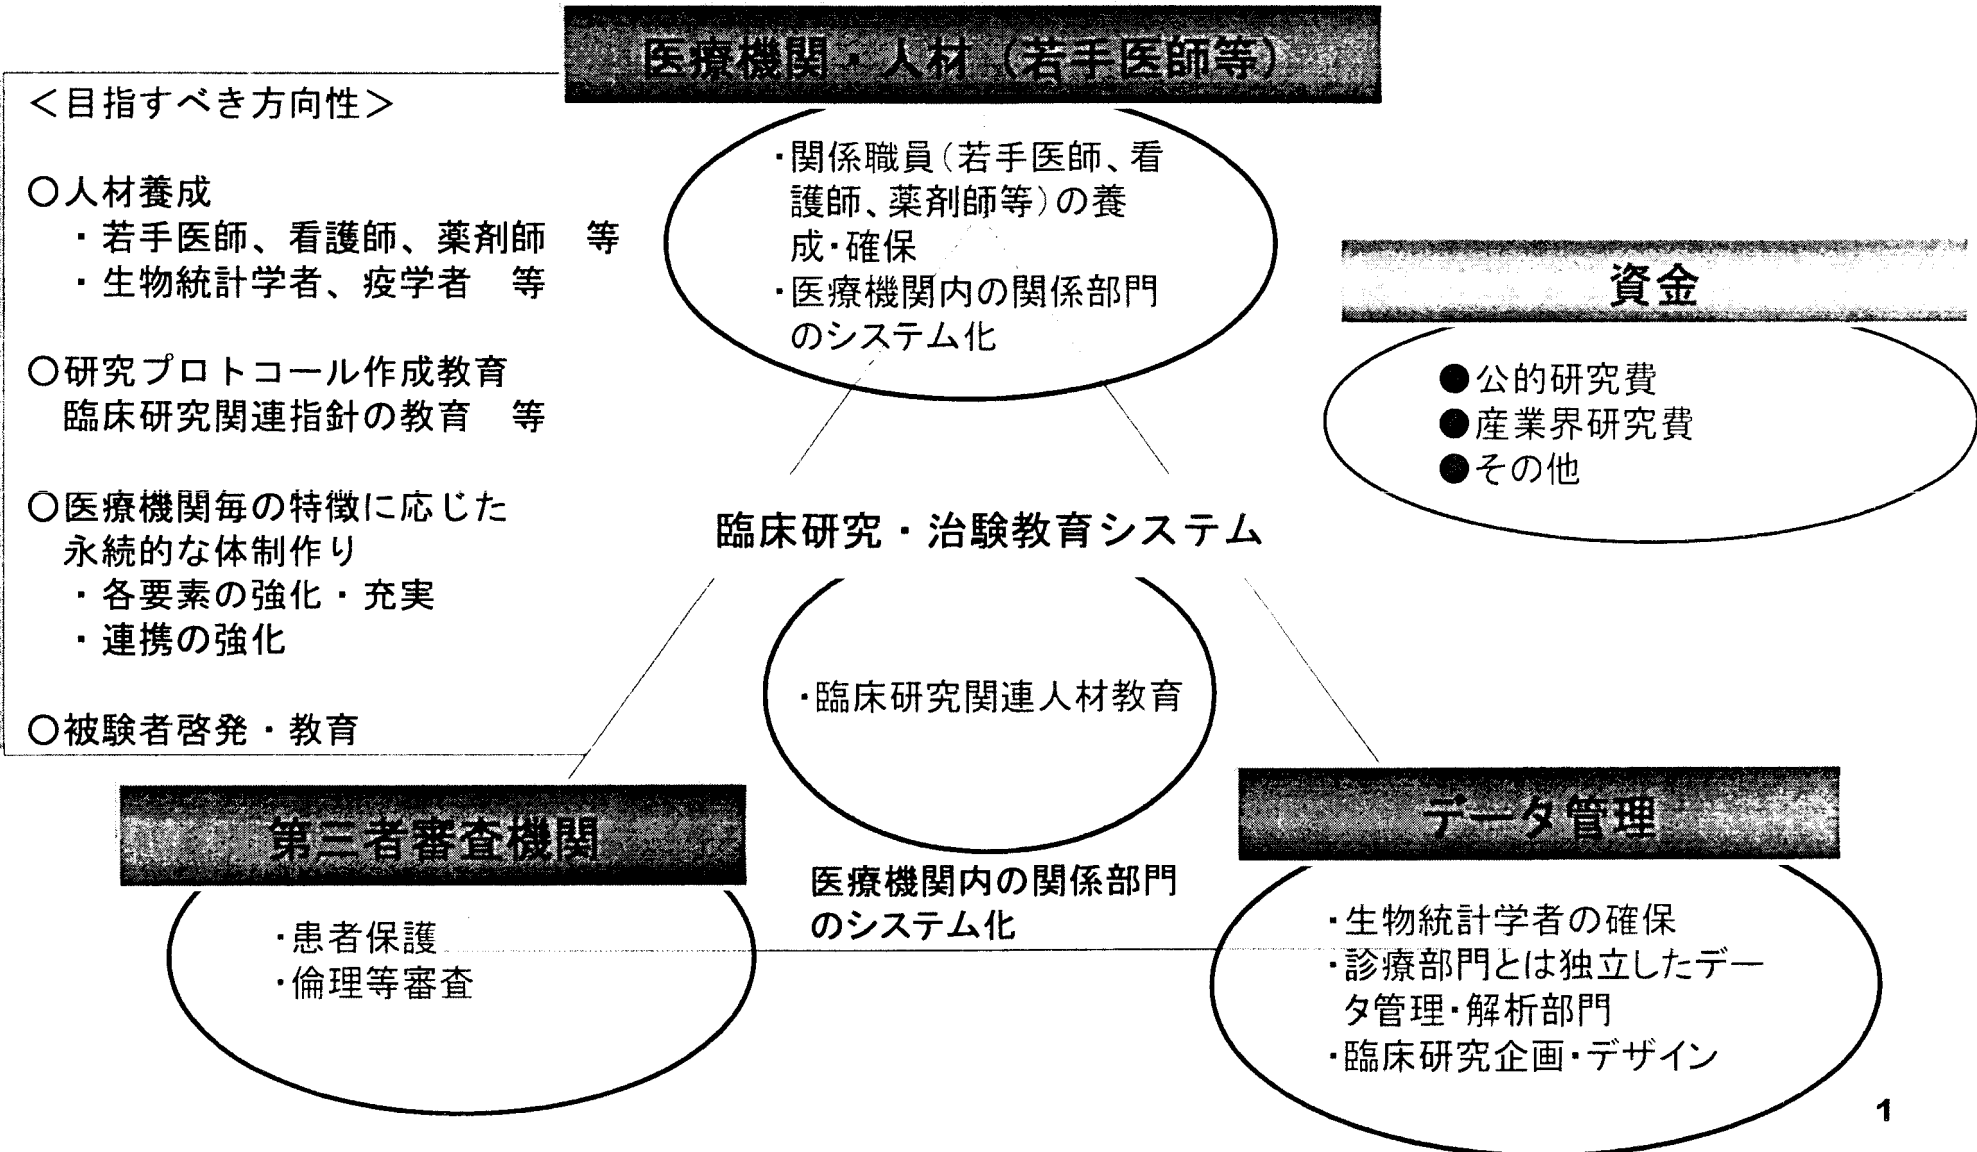 医療機関・人材（若手医師等）
＜目指すべき方向性＞
〇人材養成
・若手医師、看護師、薬剤師　等
・生物統計学者、疫学者　等
〇研究プロトコール作成教育
臨床研究関連指針の教育　等
〇医療機関毎の特徴に応じた
永続的な体制作り
・各要素の強化・充実
・連携の強化
〇被験者啓発・教育
・関係職員（若手医師、看
護師、薬剤師等）の養
成・確保
・医療機関内の関係部門
のシステム化
資金
●公的研究費
●産業界研究費
●その他
臨床研究・治験教育システム
・臨床研究関連人材教育
医療機関内の関係部門
のシステム化
第三者審査機関
・患者保護
・倫理等審査
データ管理
・生物統計学者の確保
・診療部門とは独立したデー
タ管理・解析部門
・臨床研究企画・デザイン
1